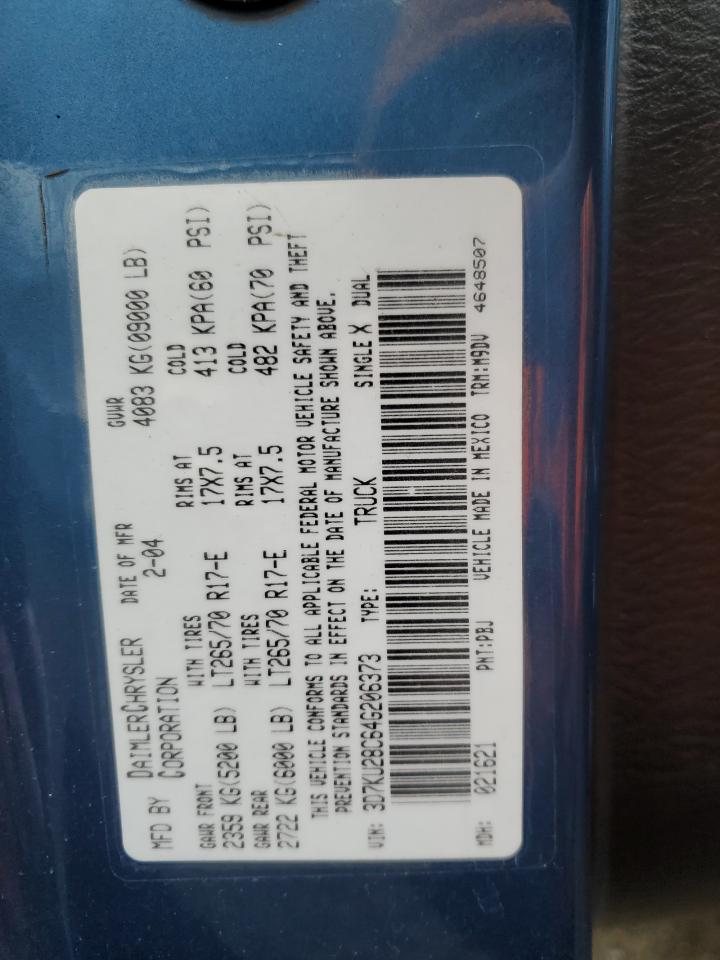 MFD BY DAIMLERCHRYSLER CORPORATION
DATE OF MFR 2-04
GVWR 4083 KG(09000 LB)
GAWR FRONT WITH TIRES RIMS AT COLD
2359 KG(5200 LB) LT265/70 R17-E 17X7.5 413 KPA(60 PSI)
GAWR REAR WITH TIRES RIMS AT COLD
2722 KG(6000 LB) LT265/70 R17-E 17X7.5 482 KPA(70 PSI)
THIS VEHICLE CONFORMS TO ALL APPLICABLE FEDERAL MOTOR VEHICLE SAFETY AND THEFT
PREVENTION STANDARDS IN EFFECT ON THE DATE OF MANUFACTURE SHOWN ABOVE.
VIN: 3D7KU28C64G206373 TYPE: TRUCK SINGLE X DUAL
MDH: 021621 PNT:PBJ VEHICLE MADE IN MEXICO TRM:M9DV 4648507